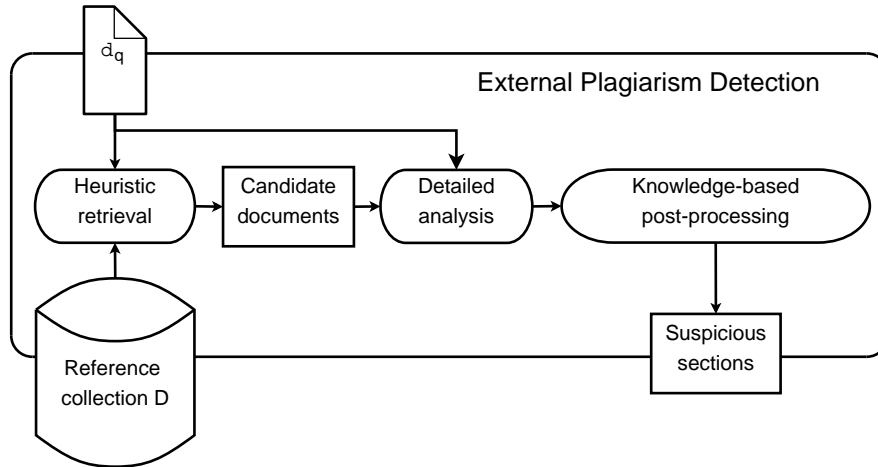 d_q
External Plagiarism Detection
Heuristic
retrieval
Candidate
documents
Detailed
analysis
Knowledge-based
post-processing
Reference
collection D
Suspicious
sections